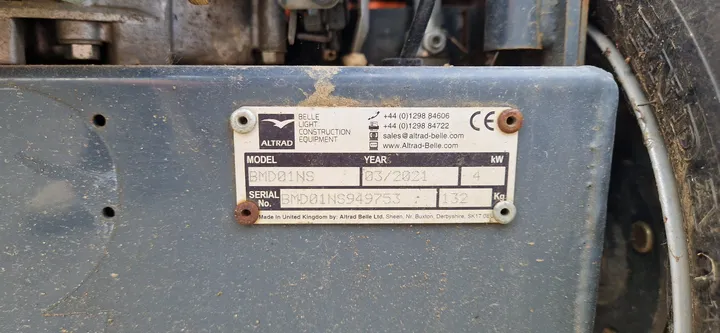 ALTRAD
BELLE
LIGHT
CONSTRUCTION
EQUIPMENT
+44 (0)1298 84606
+44 (0)1298 84722
sales@altrad-belle.com
www.Altrad-Belle.com
CE
MODEL YEAR kW
BMD01NS 03/2021 4
SERIAL No. BMD01NS949753 132 Kg
Made in United Kingdom by: Altrad Belle Ltd. Sheen, Nr. Buxton, Derbyshire, SK17